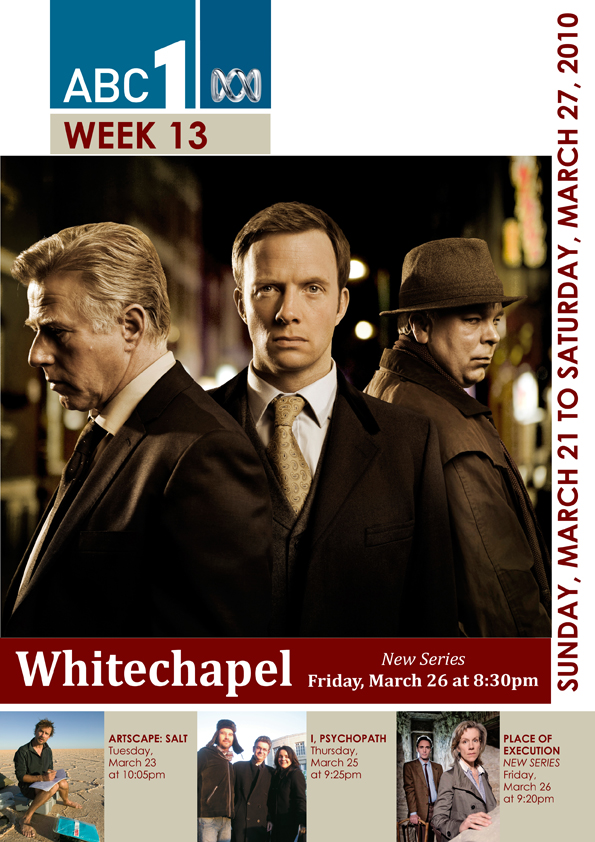 ABC1
WEEK 13
SUNDAY, MARCH 21 TO SATURDAY, MARCH 27, 2010
Whitechapel
New Series
Friday, March 26 at 8:30pm
ARTSCAPE: SALT
Tuesday,
March 23
at 10:05pm
I, PSYCHOPATH
Thursday,
March 25
at 9:25pm
PLACE OF
EXECUTION
NEW SERIES
Friday,
March 26
at 9:20pm